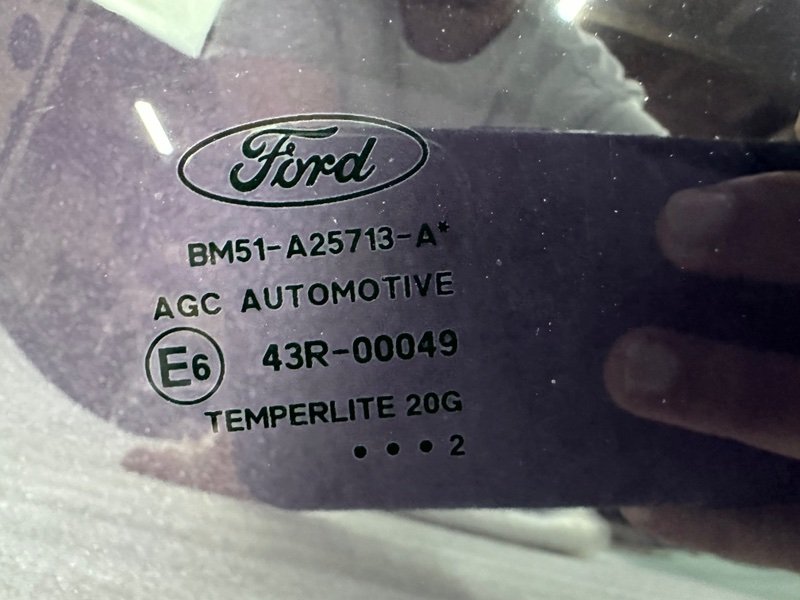 Ford
BM51-A25713-A*
AGC AUTOMOTIVE
E6 43R-00049
TEMPERLITE 20G
• • • 2